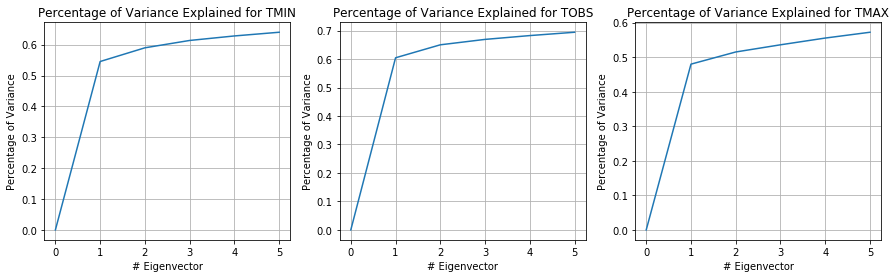 Percentage of Variance Explained for TMIN
Percentage of Variance
0.6
0.5
0.4
0.3
0.2
0.1
0.0
0 1 2 3 4 5
# Eigenvector
Percentage of Variance Explained for TOBS
Percentage of Variance
0.7
0.6
0.5
0.4
0.3
0.2
0.1
0.0
0 1 2 3 4 5
# Eigenvector
Percentage of Variance Explained for TMAX
Percentage of Variance
0.6
0.5
0.4
0.3
0.2
0.1
0.0
0 1 2 3 4 5
# Eigenvector